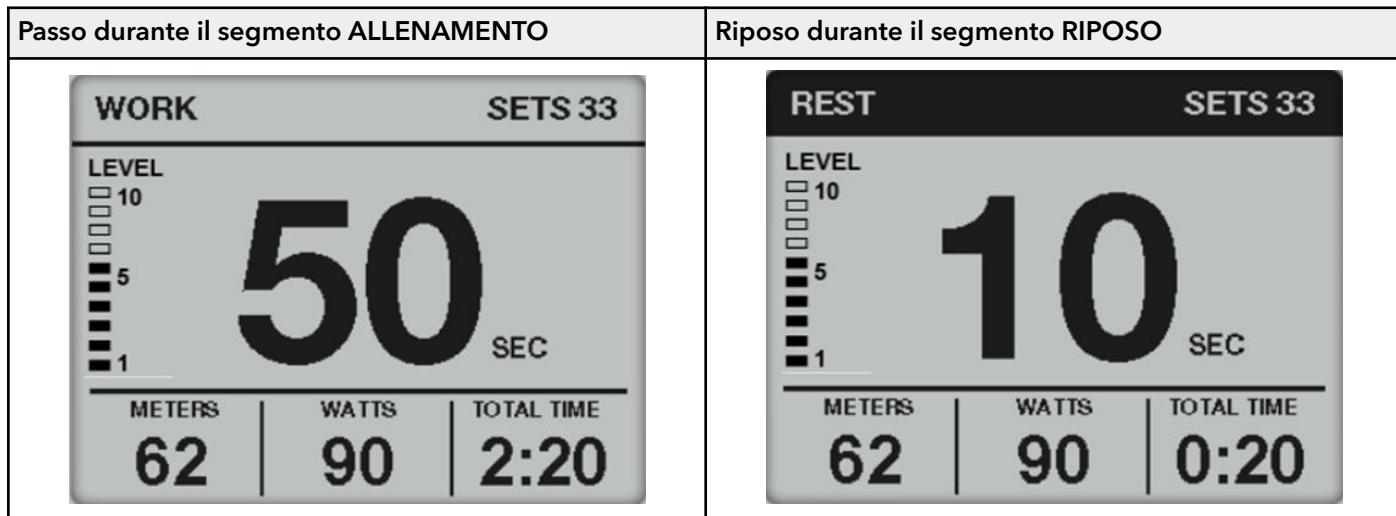 Passo durante il segmento ALLENAMENTO
Riposo durante il segmento RIPOSO
WORK SETS 33
LEVEL
10
5
1
50 SEC
METERS WATTS TOTAL TIME
62 90 2:20
REST SETS 33
LEVEL
10
5
1
10 SEC
METERS WATTS TOTAL TIME
62 90 0:20